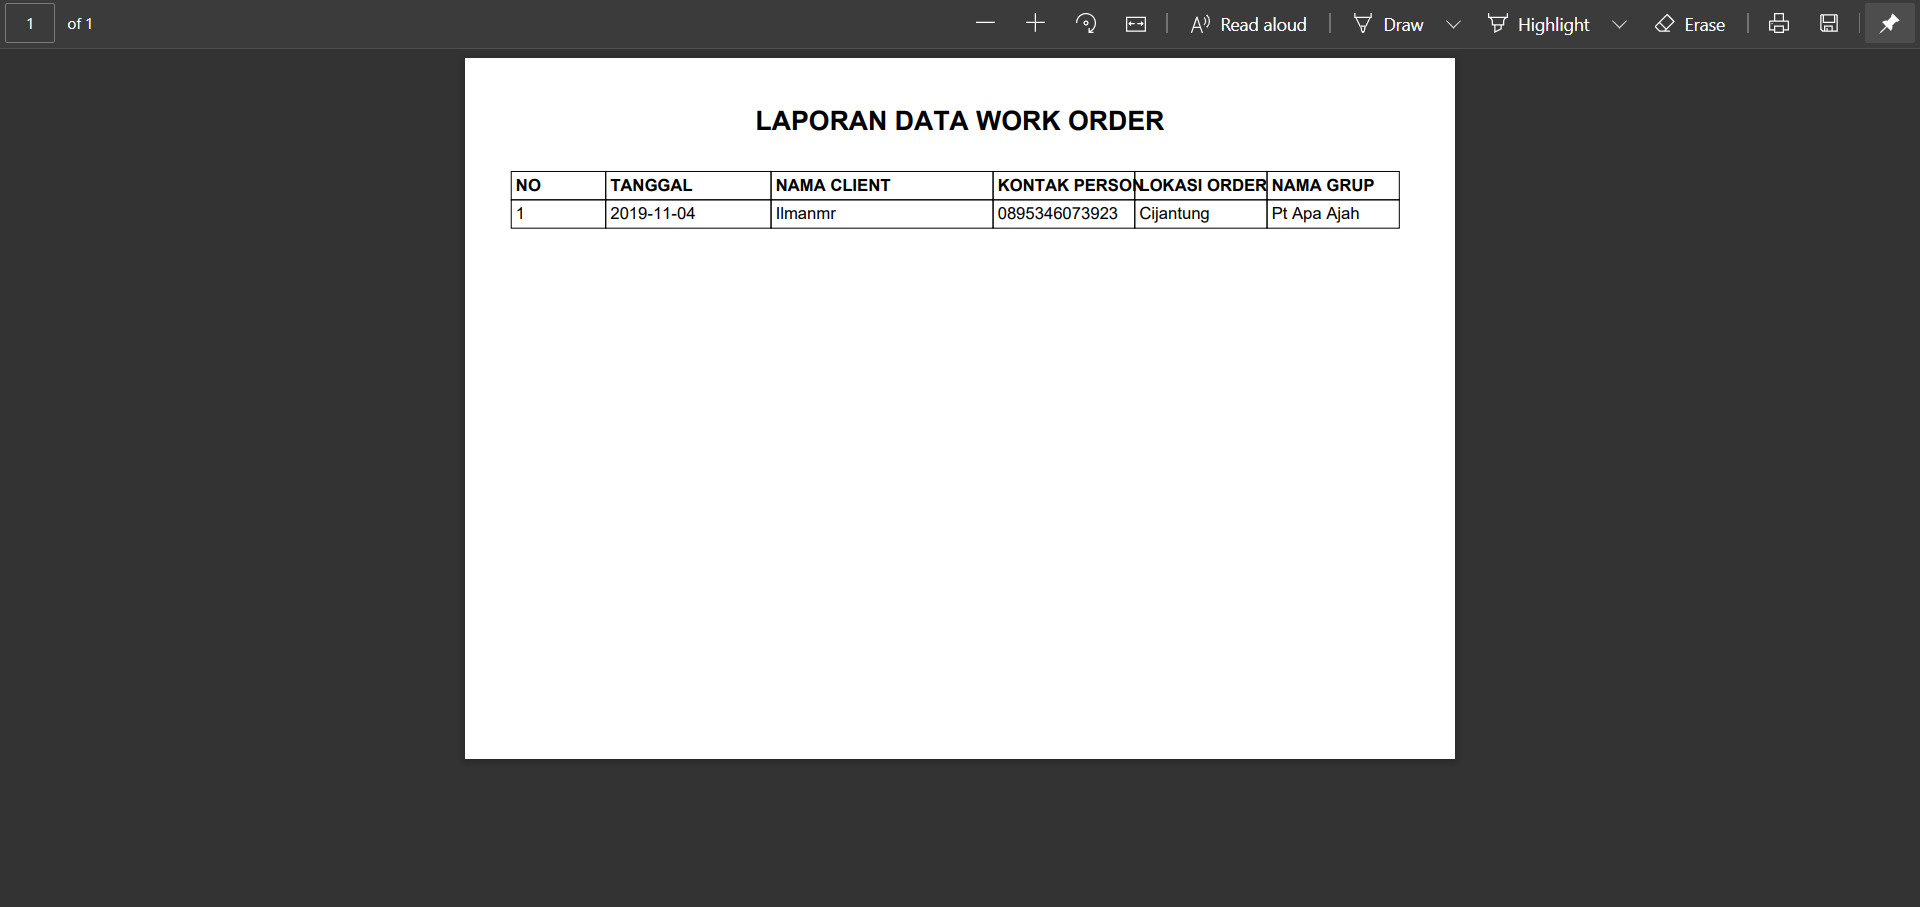 1 of 1 Read aloud Draw Highlight Erase
LAPORAN DATA WORK ORDER
NO TANGGAL NAMA CLIENT KONTAK PERSON LOKASI ORDER NAMA GRUP
1 2019-11-04 Ilmanmr 0895346073923 Cijantung Pt Apa Ajah